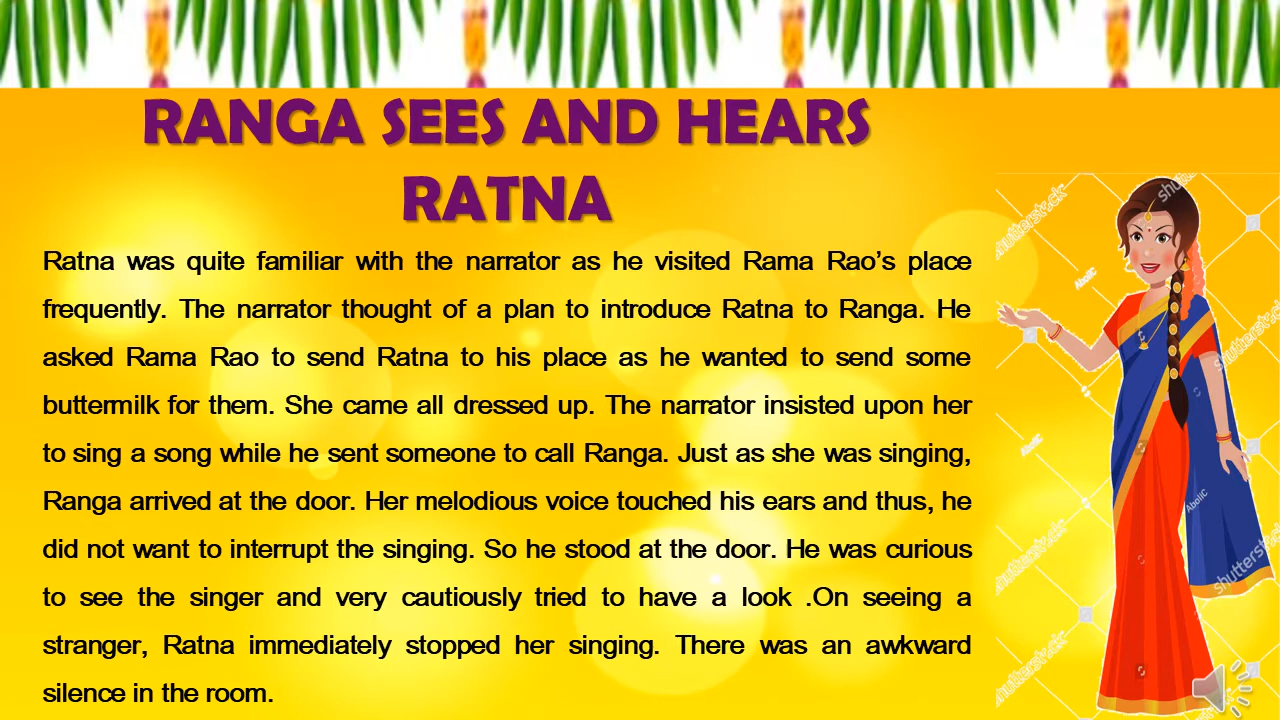 RANGA SEES AND HEARS
RATNA
Ratna was quite familiar with the narrator as he visited Rama Rao’s place
frequently. The narrator thought of a plan to introduce Ratna to Ranga. He
asked Rama Rao to send Ratna to his place as he wanted to send some
buttermilk for them. She came all dressed up. The narrator insisted upon her
to sing a song while he sent someone to call Ranga. Just as she was singing,
Ranga arrived at the door. Her melodious voice touched his ears and thus, he
did not want to interrupt the singing. So he stood at the door. He was curious
to see the singer and very cautiously tried to have a look .On seeing a
stranger, Ratna immediately stopped her singing. There was an awkward
silence in the room.
shutterstock
AboliC
AboliC
AboliC
shutterstock
shutterstock